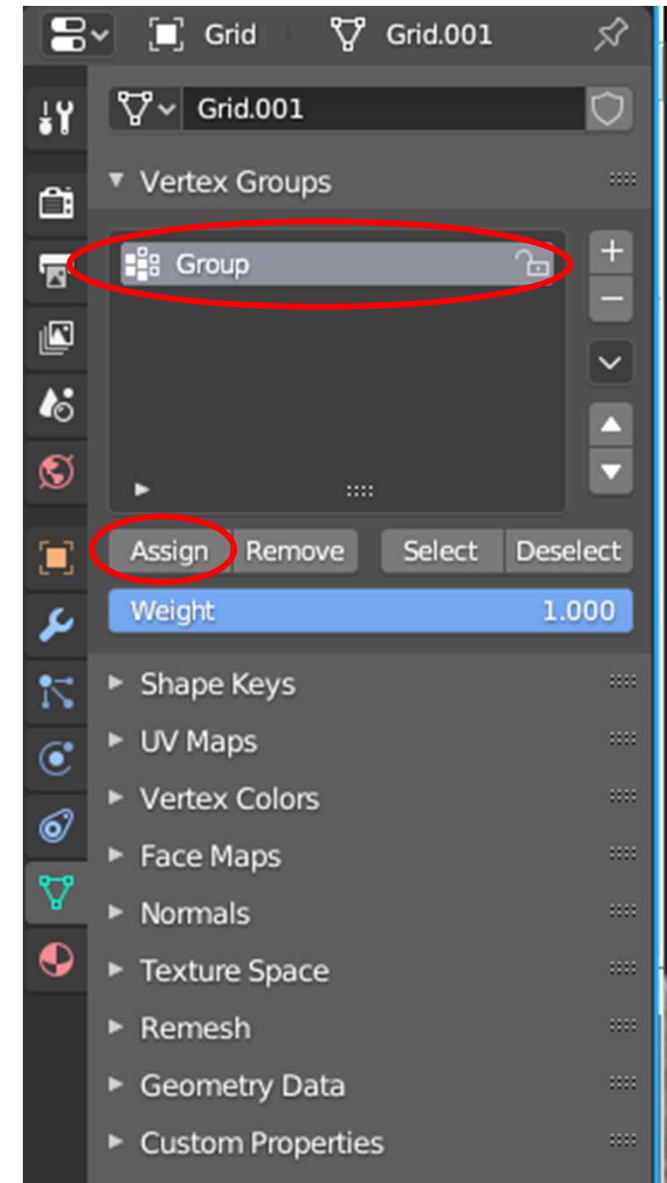 Grid Grid.001
Grid.001
Vertex Groups
Group
Assign Remove Select Deselect
Weight 1.000
Shape Keys
UV Maps
Vertex Colors
Face Maps
Normals
Texture Space
Remesh
Geometry Data
Custom Properties